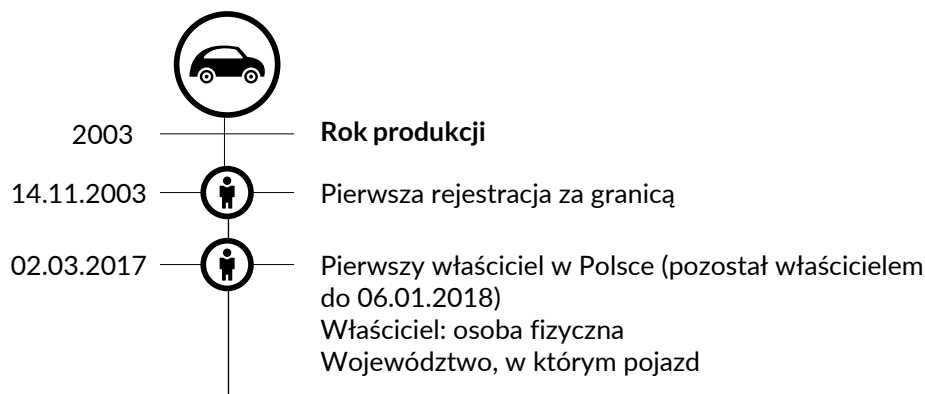 2003 Rok produkcji
14.11.2003 Pierwsza rejestracja za granicą
02.03.2017 Pierwszy właściciel w Polsce (pozostał właścicielem
do 06.01.2018)
Właściciel: osoba fizyczna
Województwo, w którym pojazd